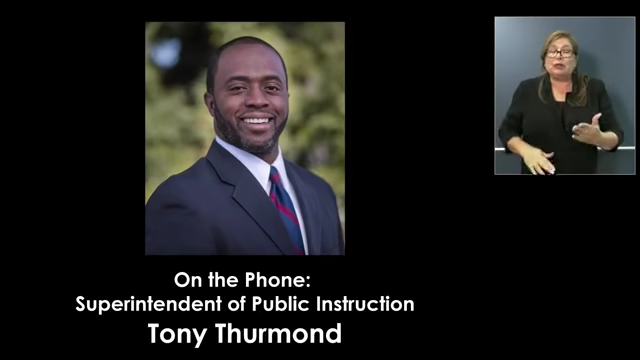 On the Phone:
Superintendent of Public Instruction
Tony Thurmond